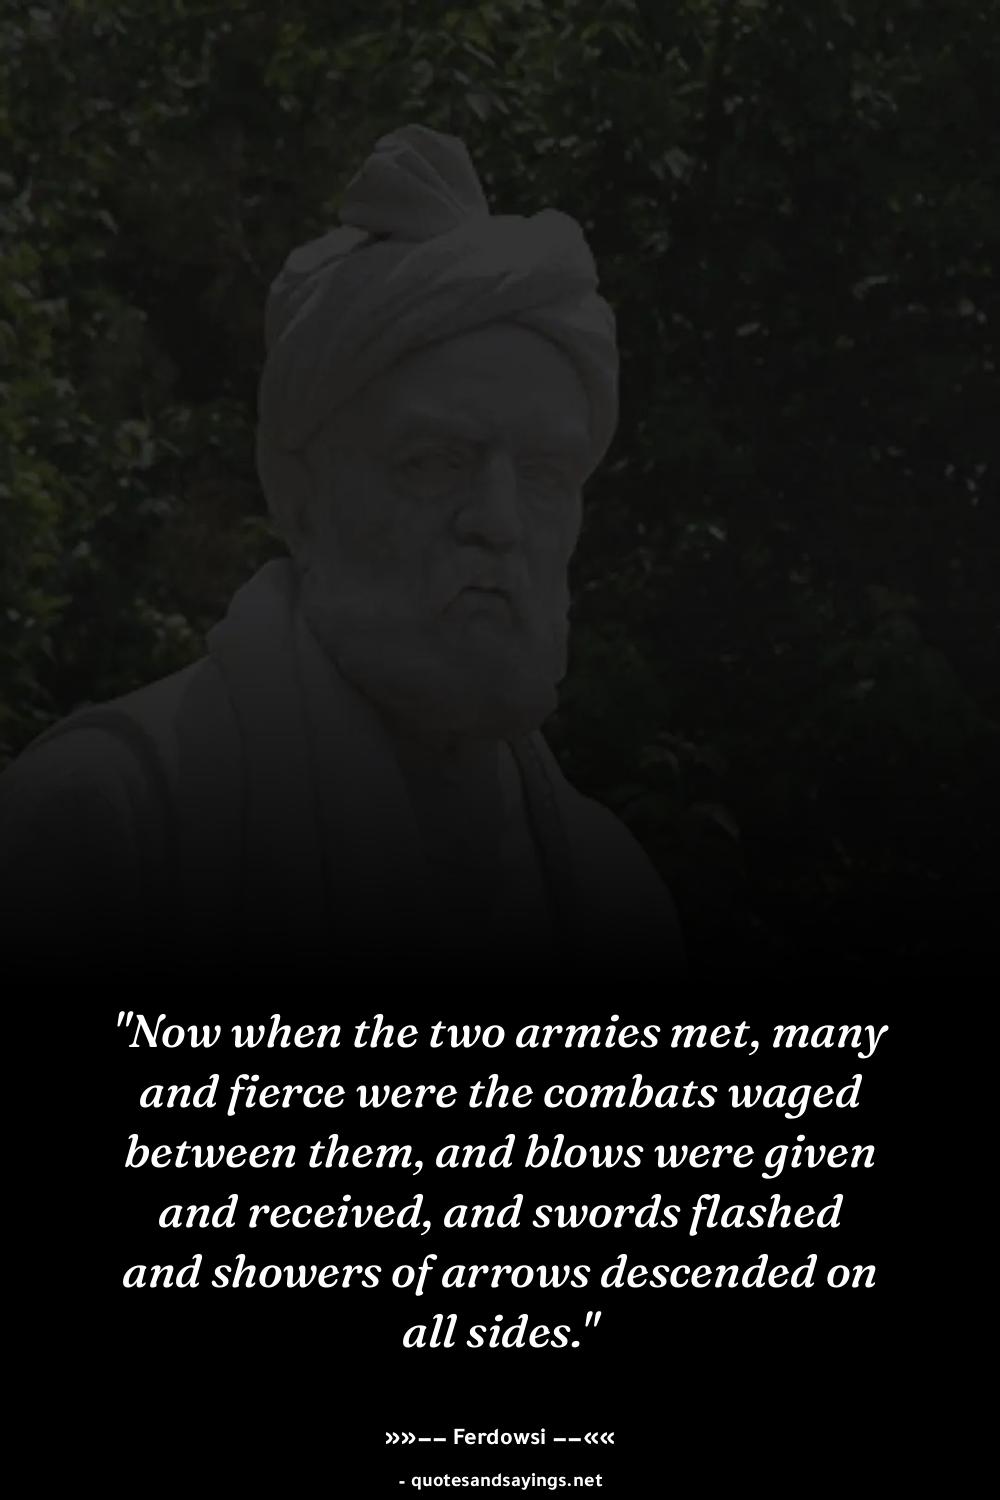 "Now when the two armies met, many
and fierce were the combats waged
between them, and blows were given
and received, and swords flashed
and showers of arrows descended on
all sides."
»»—— Ferdowsi ——««
- quotesandsayings.net